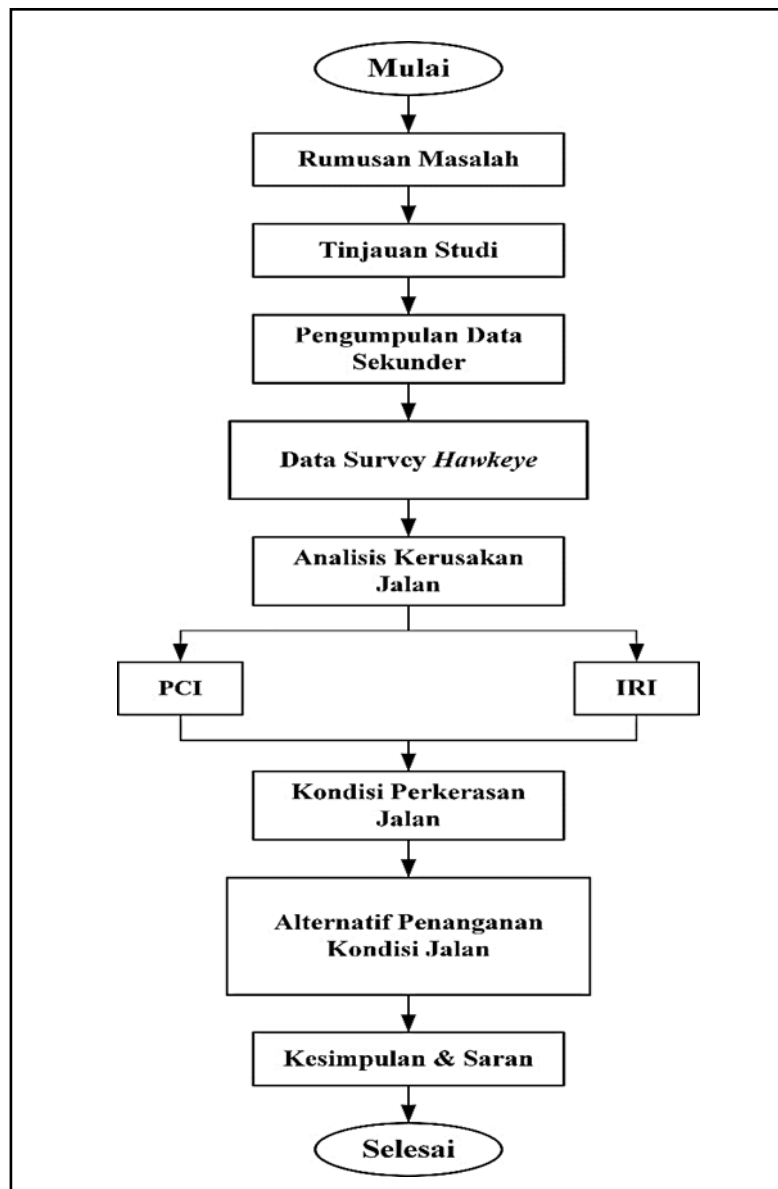 Mulai
Rumusan Masalah
Tinjauan Studi
Pengumpulan Data
Sekunder
Data Survey Hawkeye
Analisis Kerusakan
Jalan
PCI
IRI
Kondisi Perkerasan
Jalan
Alternatif Penanganan
Kondisi Jalan
Kesimpulan & Saran
Selesai